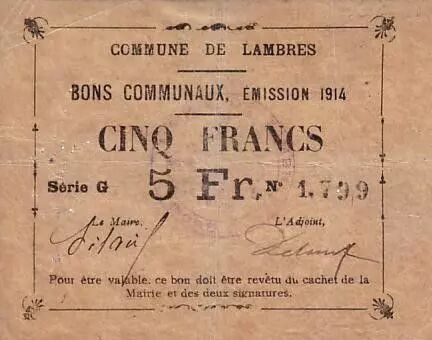 COMMUNE DE LAMBRES
BONS COMMUNAUX, ÉMISSION 1914
CINQ FRANCS
Série G 5 Fr. Nº 1.799
Le Maire, L'Adjoint,
Pour être valable, ce bon doit être revêtu du cachet de la
Mairie et des deux signatures.